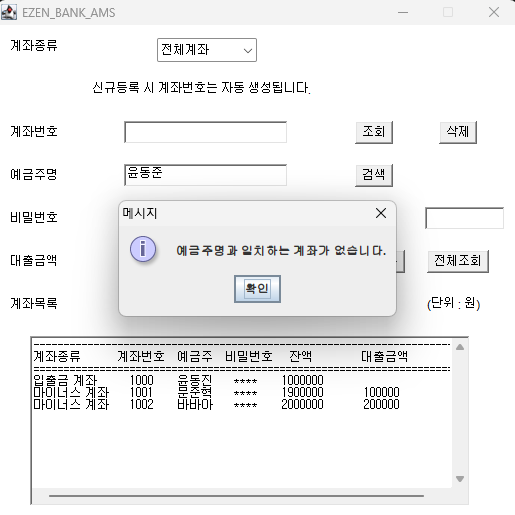 EZEN_BANK_AMS
계좌종류 전체계좌
신규등록 시 계좌번호는 자동 생성됩니다.
계좌번호 조회 삭제
예금주명 윤동준 검색
비밀번호
메시지
예금주명과 일치하는 계좌가 없습니다.
확인
대출금액 전체조회
계좌목록 (단위 : 원)
계좌종류 계좌번호 예금주 비밀번호 잔액 대출금액
입출금 계좌 1000 윤동진 **** 1000000
마이너스 계좌 1001 문준혁 **** 1900000 100000
마이너스 계좌 1002 바바아 **** 2000000 200000